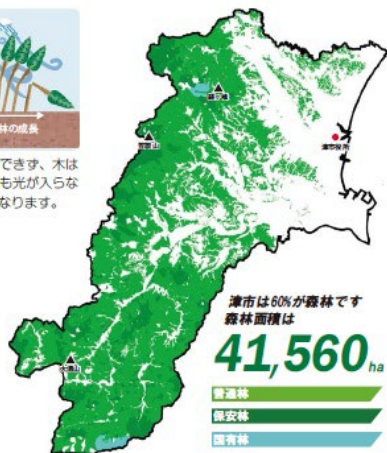 林の成長
できず、木は
も光が入らな
なります。
津市役所
津市は60%が森林です
森林面積は
41,560ha
普通林
保安林
国有林